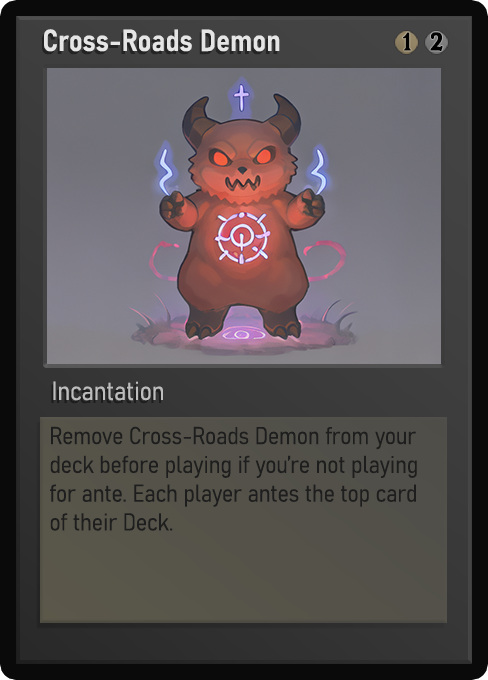 Cross-Roads Demon 1 2
Incantation
Remove Cross-Roads Demon from your
deck before playing if you're not playing
for ante. Each player antes the top card
of their Deck.